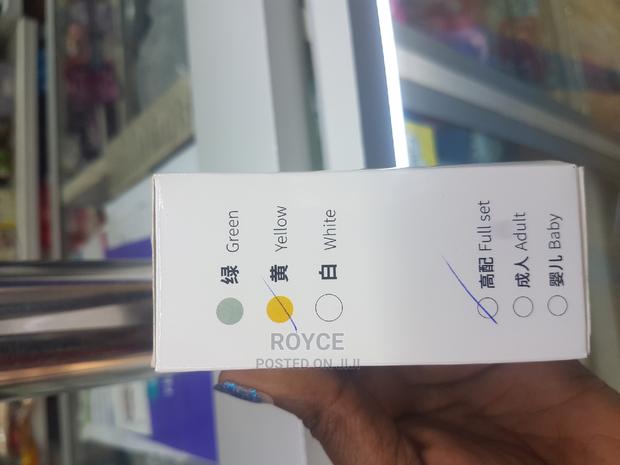 绿 Green
黄 Yellow
白 White
高配 Full set
成人 Adult
婴儿 Baby
ROYCE
POSTED ON JIJI